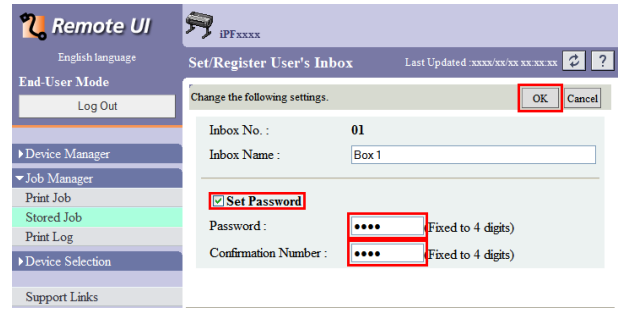 Remote UI
English language
End-User Mode
Log Out
Device Manager
Job Manager
Print Job
Stored Job
Print Log
Device Selection
Support Links
iPFxxxx
Set/Register User's Inbox
Last Updated :xxxx/xx/xx xx:xx:xx
?
Change the following settings.
OK
Cancel
Inbox No. :
01
Inbox Name :
Box 1
Set Password
Password :
●●●●
(Fixed to 4 digits)
Confirmation Number :
●●●●
(Fixed to 4 digits)